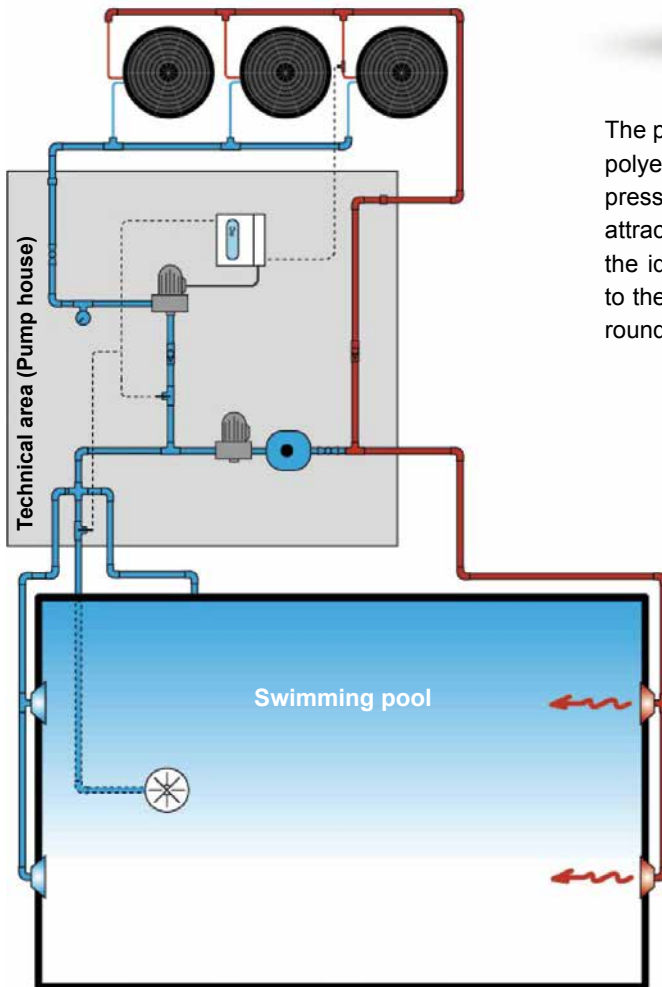 The p
polye
press
attrac
the ic
to the
round
Technical area (Pump house)
Swimming pool